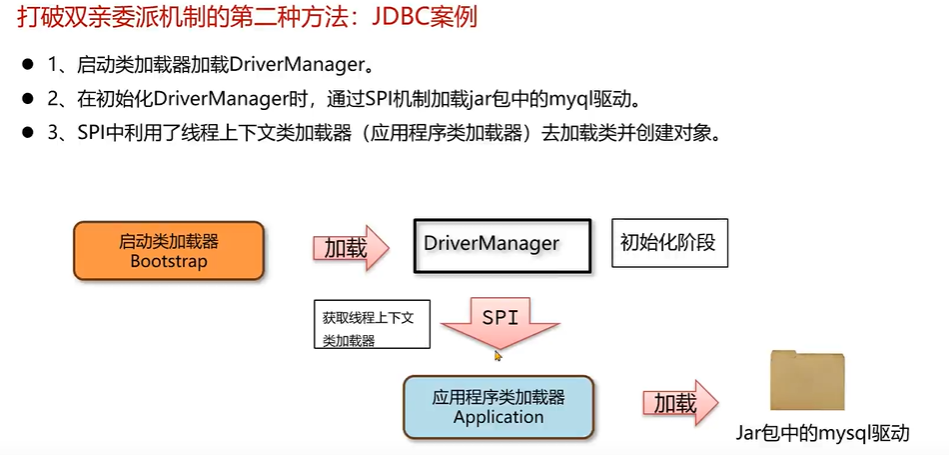 打破双亲委派机制的第二种方法：JDBC案例
● 1、启动类加载器加载DriverManager。
● 2、在初始化DriverManager时，通过SPI机制加载jar包中的myql驱动。
● 3、SPI中利用了线程上下文类加载器（应用程序类加载器）去加载类并创建对象。
启动类加载器
Bootstrap
加载
DriverManager
初始化阶段
获取线程上下文
类加载器
SPI
应用程序类加载器
Application
加载
Jar包中的mysql驱动